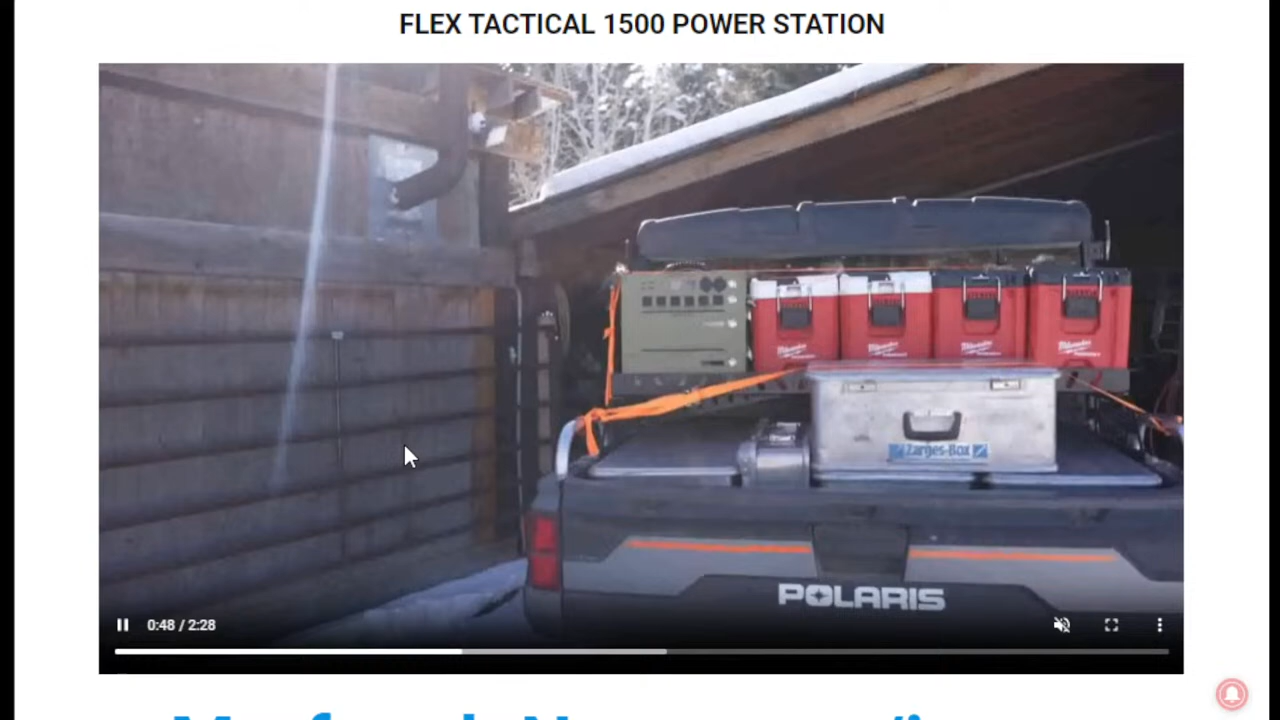 FLEX TACTICAL 1500 POWER STATION
Milwaukee Milwaukee Milwaukee Milwaukee
Zarges-Box
POLARIS
0:48 / 2:28